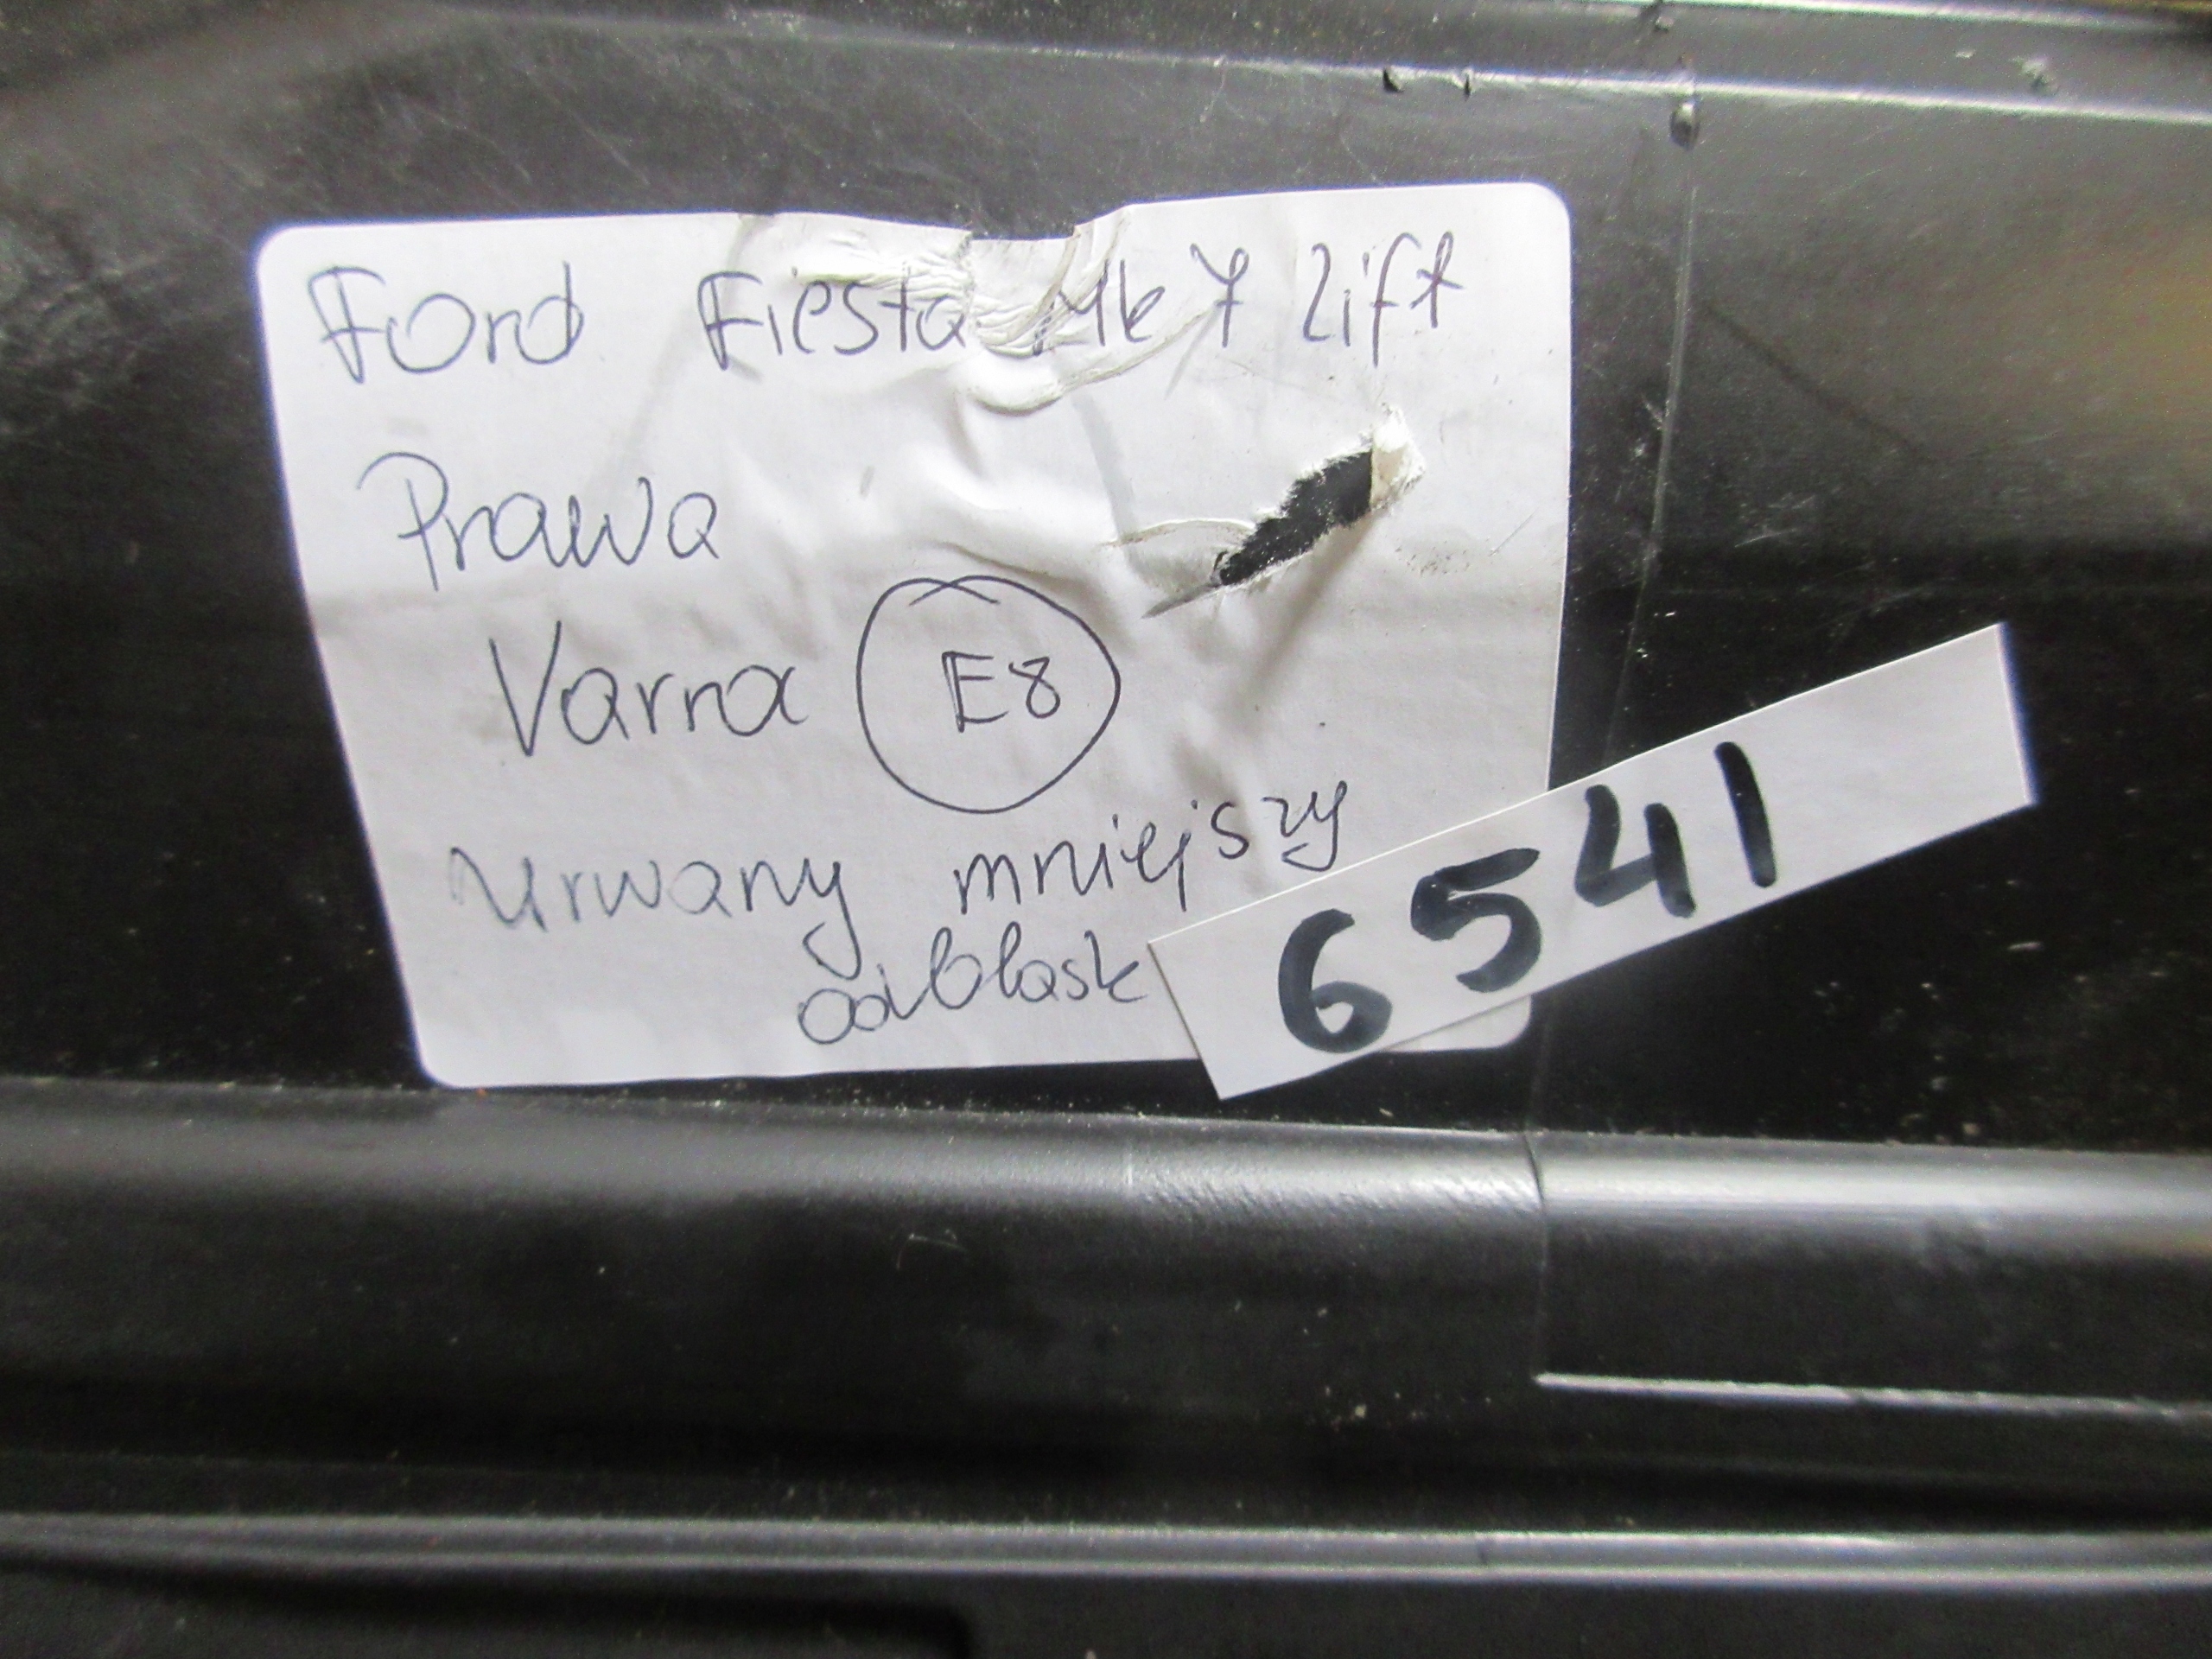 Ford Fiesta Mk7 lift
Prawa
Varna E8
Urwany mniejszy
odblask
6541